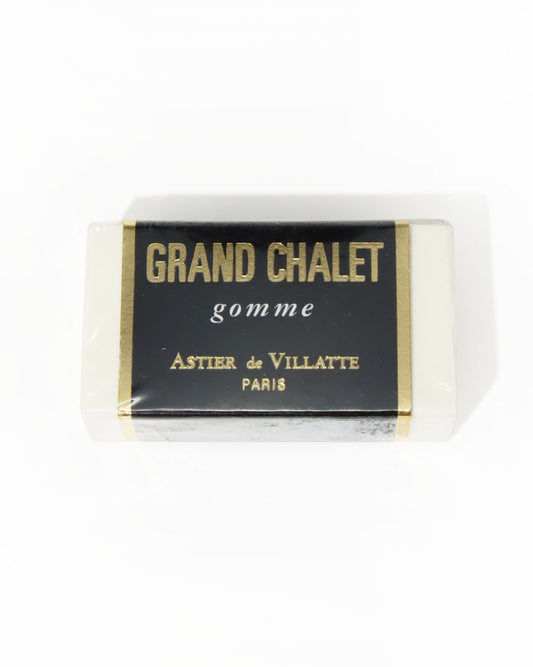 GRAND CHALET
gomme
ASTIER de VILLATTE
PARIS